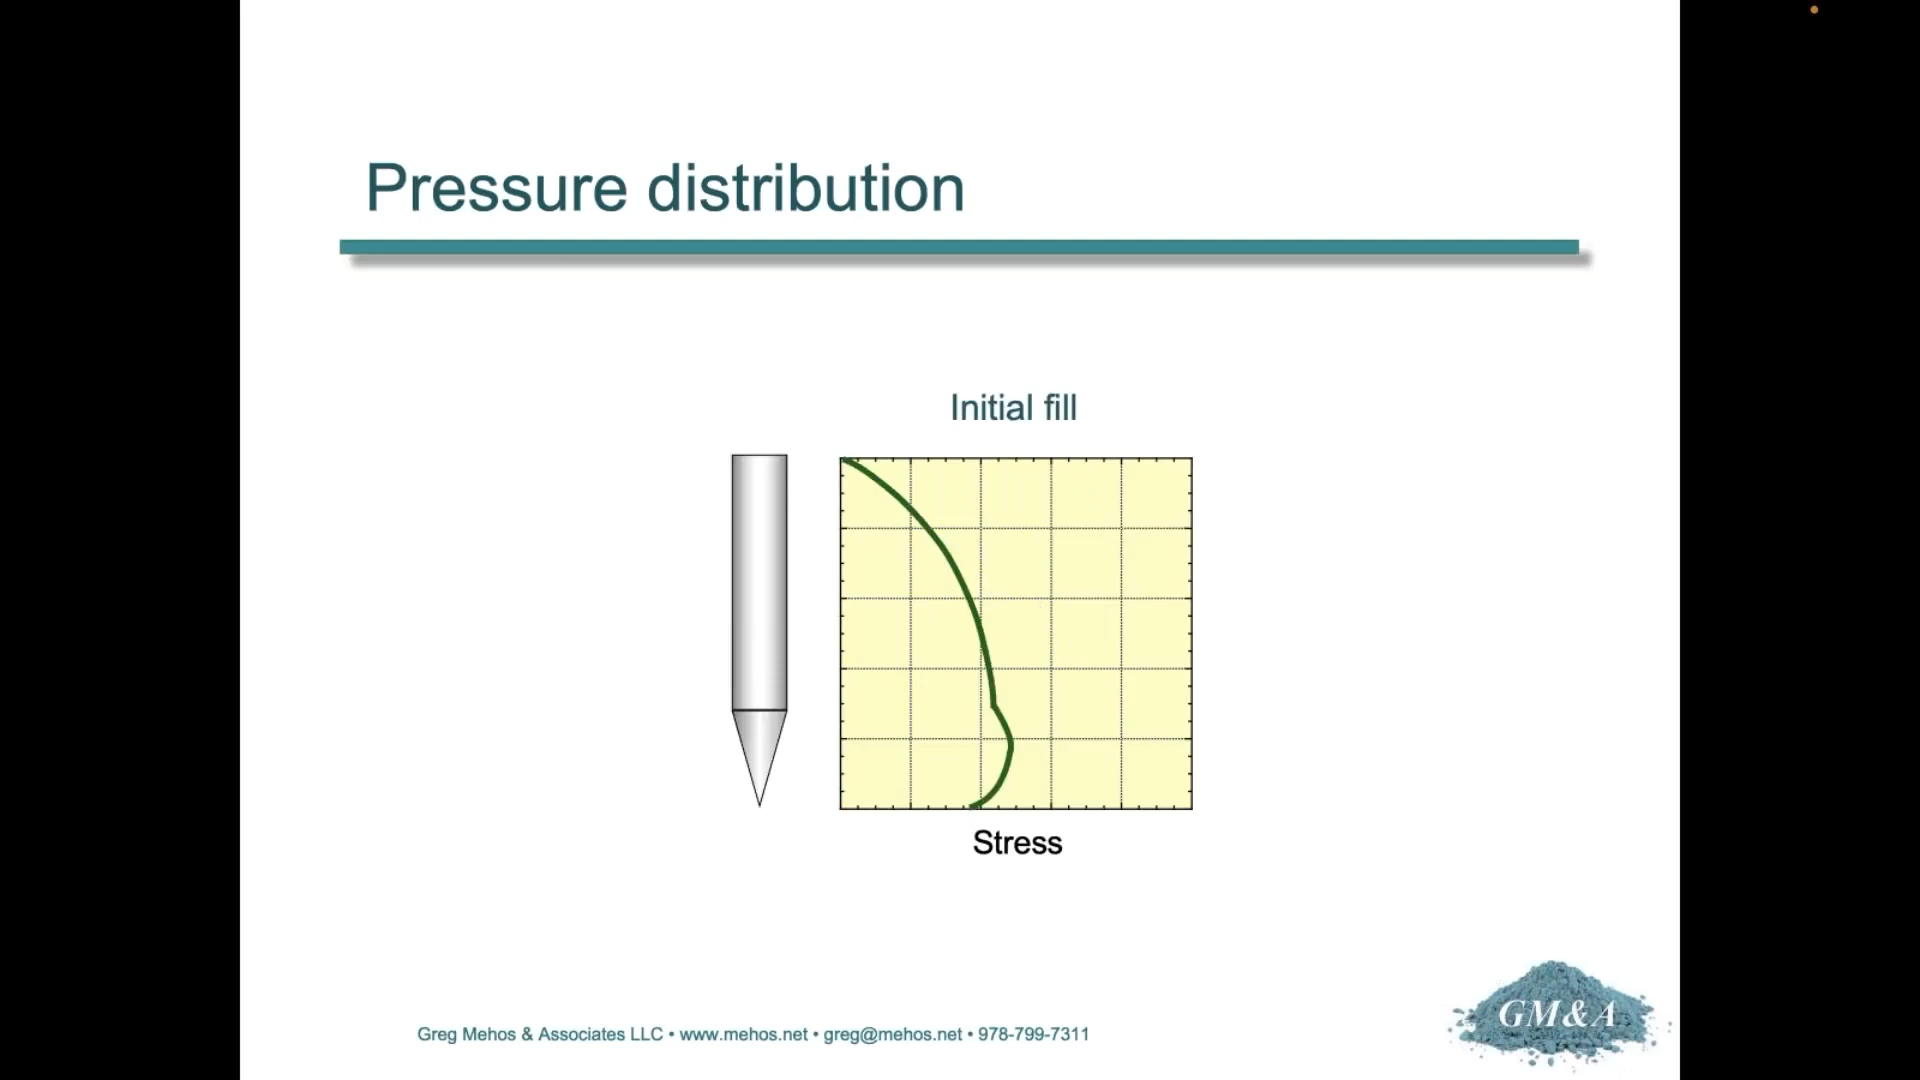 Pressure distribution
Initial fill
Stress
Greg Mehos & Associates LLC • www.mehos.net • greg@mehos.net • 978-799-7311
GM&A